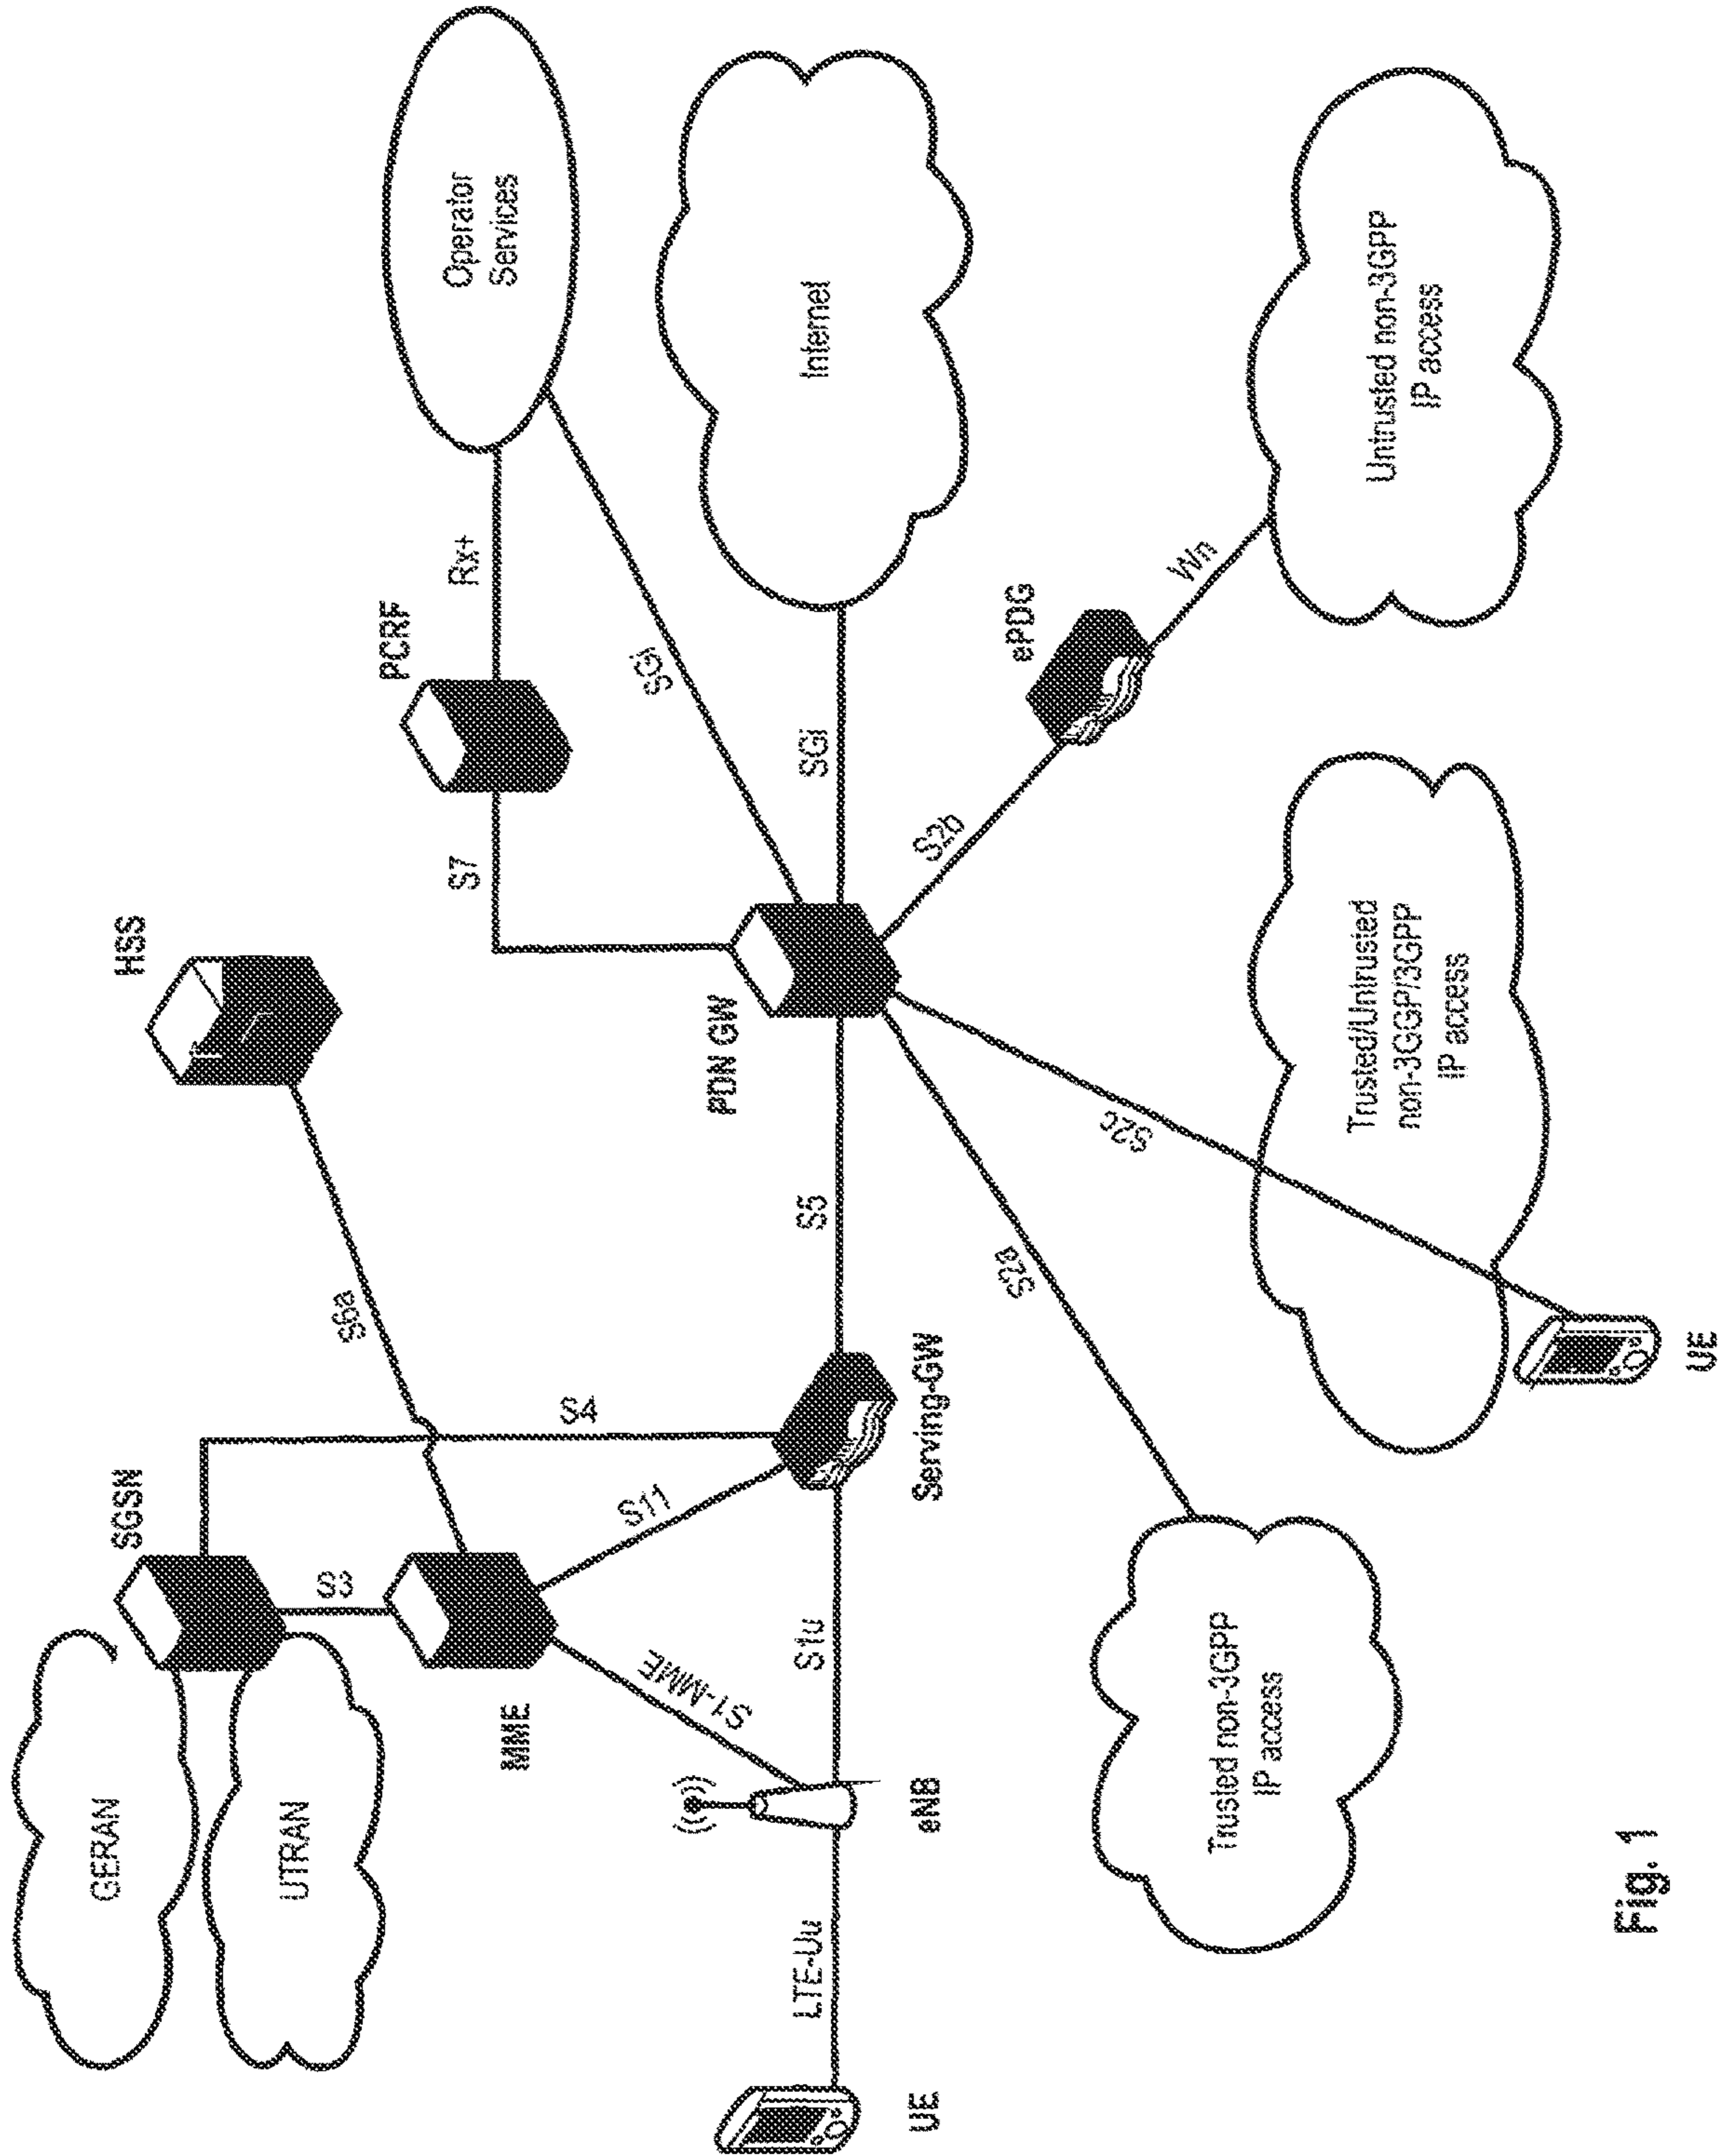 GERAN
UTRAN
SGSN
HSS
S3
S6a
MME
S4
S11
S1-MME
PCRF
S7
Rx+
Operator
Services
SGi
PDN GW
Internet
SGi
UE
LTE-Uu
eNB
S1u
Serving-GW
S5
S2a
S2c
S2b
ePDG
Wn
Trusted non-3GPP
IP access
Trusted/Untrusted
non-3GGP/3GPP
IP access
Untrusted non-3GPP
IP access
UE
Fig. 1